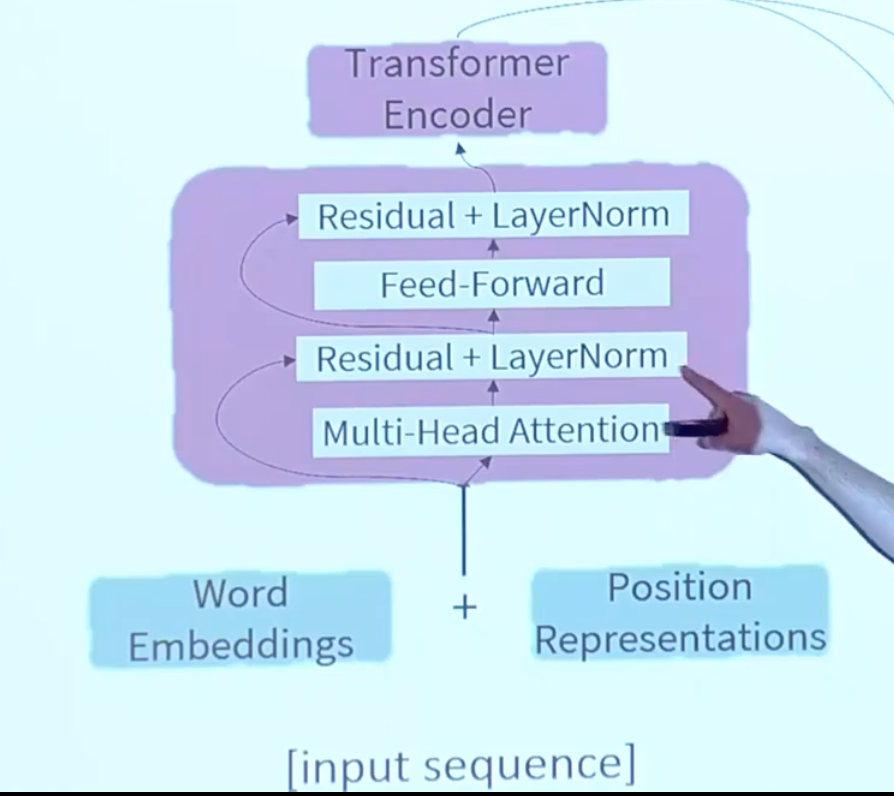 Transformer
Encoder
Residual + LayerNorm
Feed-Forward
Residual + LayerNorm
Multi-Head Attention
Word
Embeddings
+
Position
Representations
[input sequence]